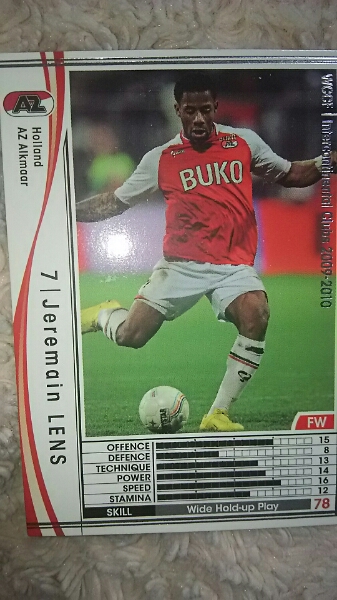 AZ
Holland
AZ Alkmaar
7 | Jeremain LENS
WCCF Intercontinental Clubs 2009-2010
BUKO
FW
OFFENCE 15
DEFENCE 8
TECHNIQUE 13
POWER 14
SPEED 16
STAMINA 12
SKILL Wide Hold-up Play 78